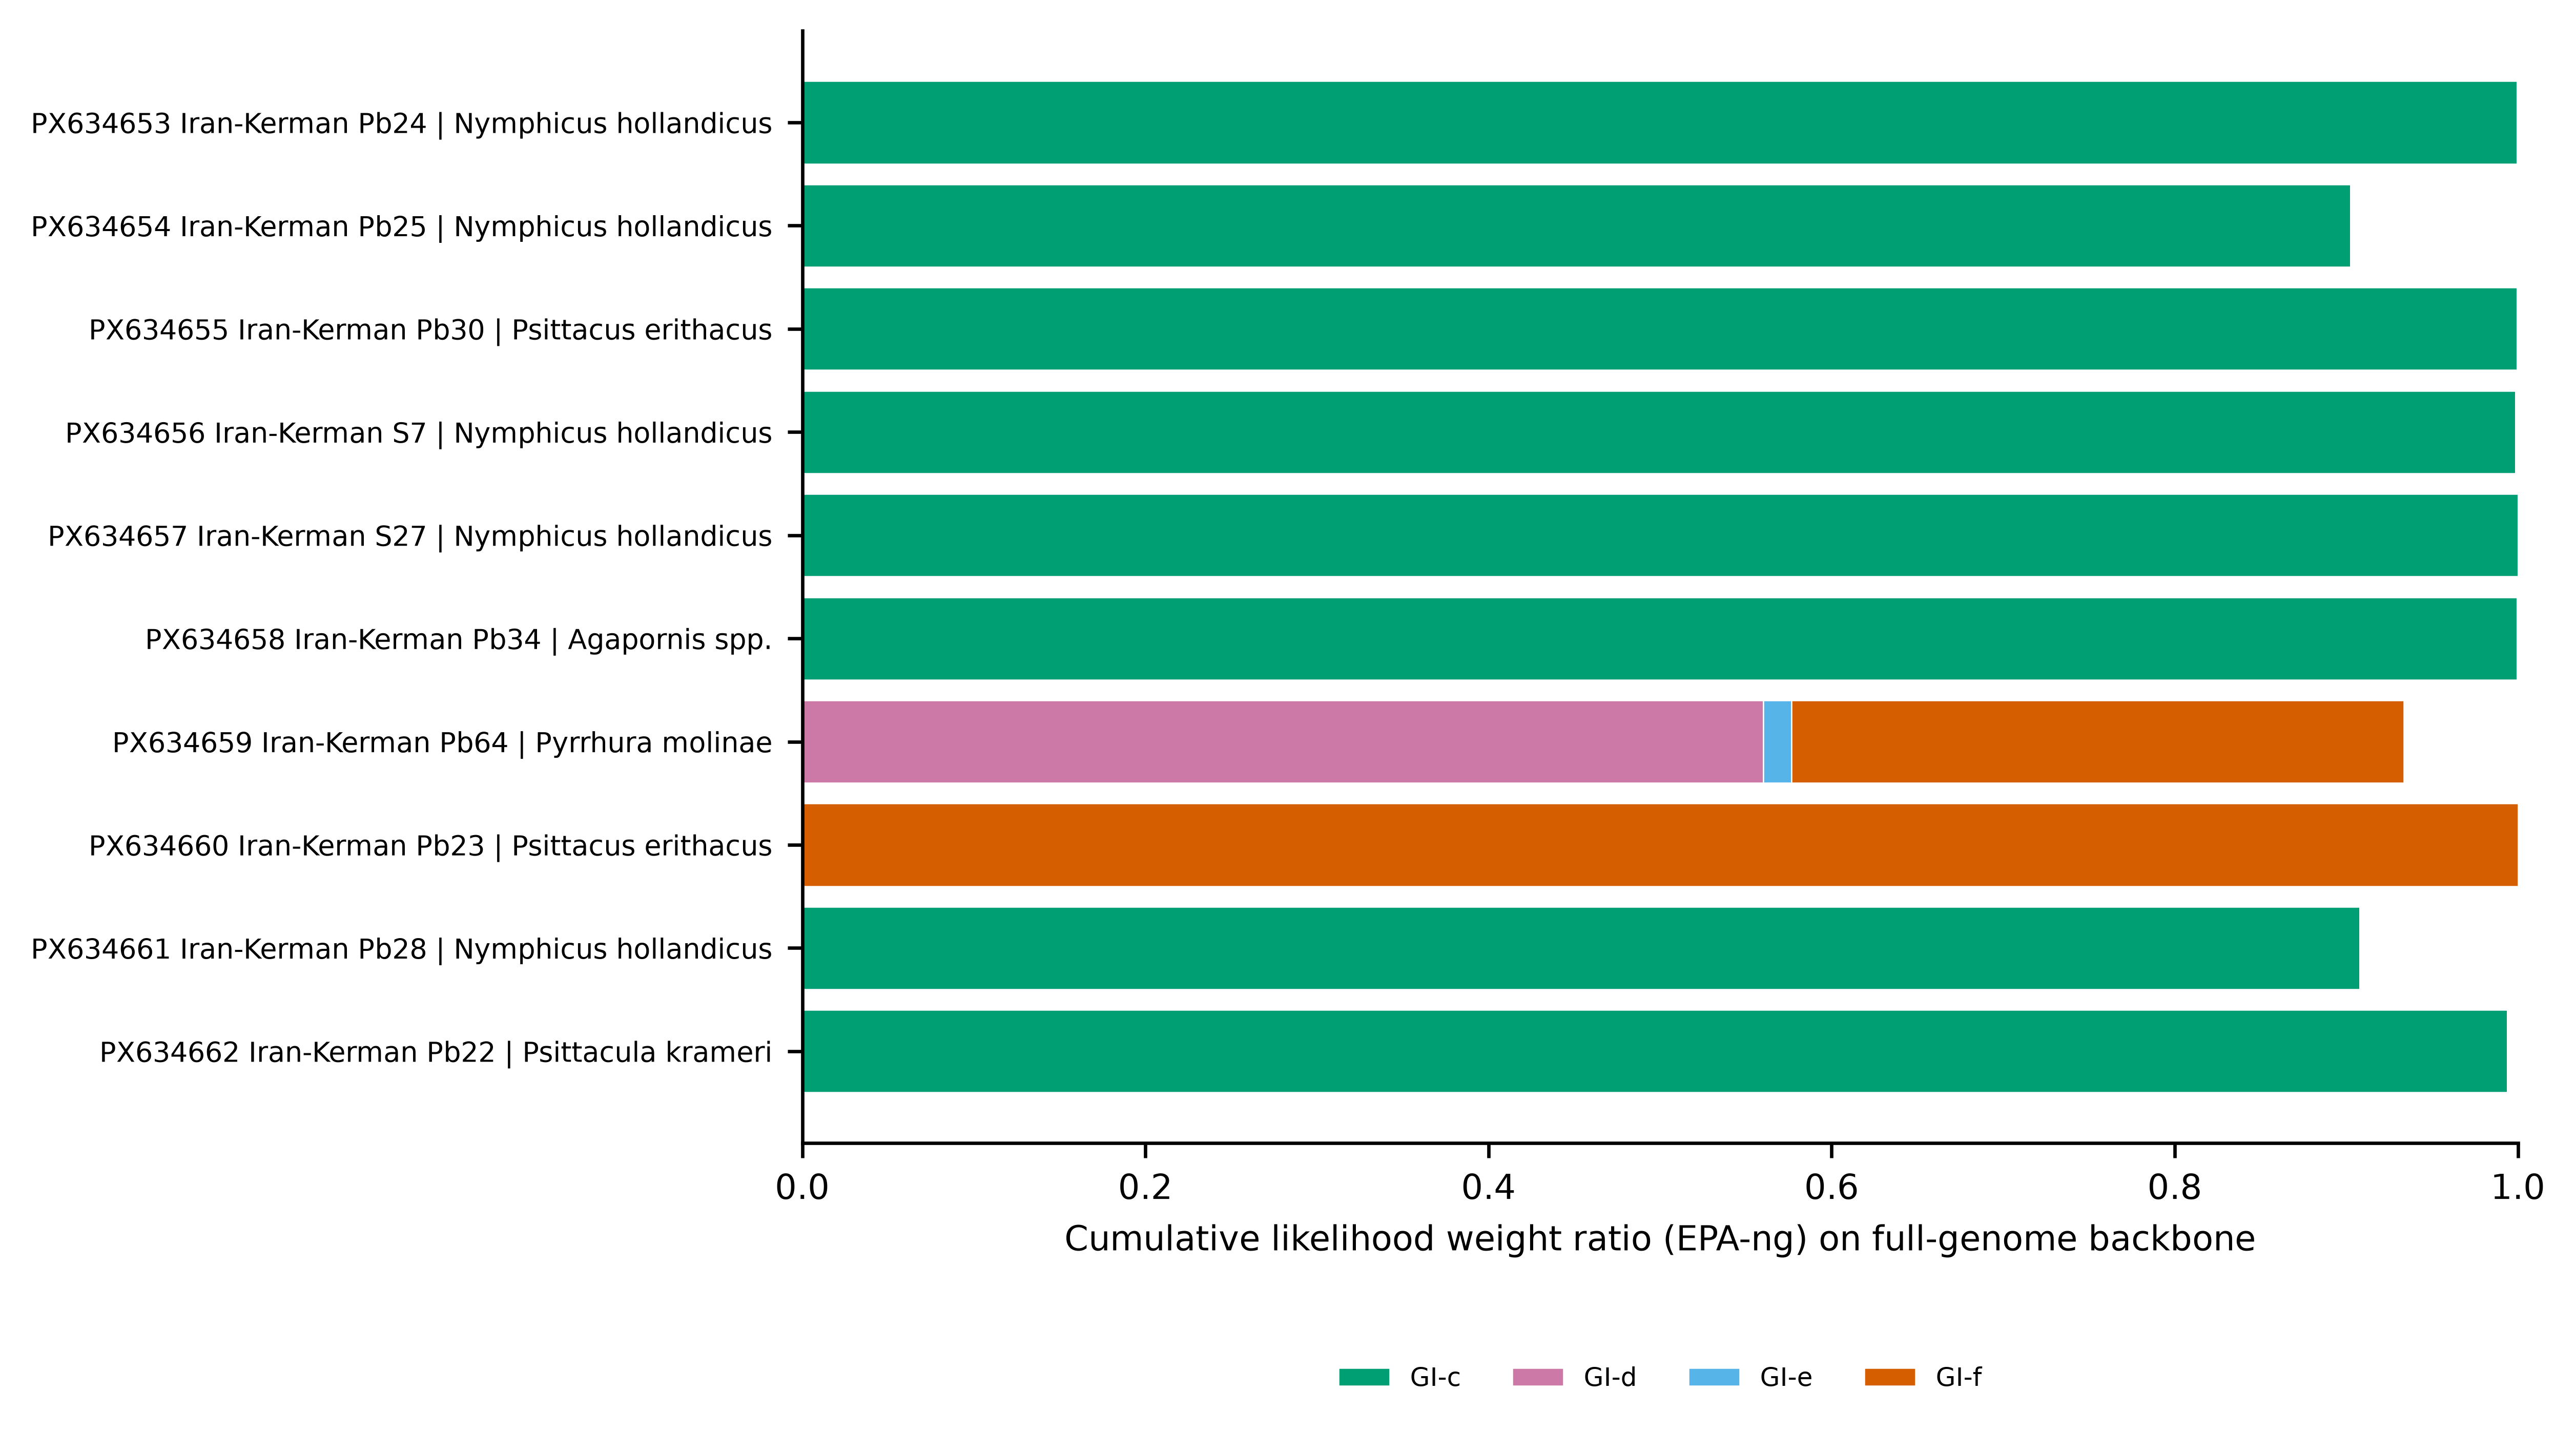 PX634653 Iran-Kerman Pb24 | Nymphicus hollandicus
PX634654 Iran-Kerman Pb25 | Nymphicus hollandicus
PX634655 Iran-Kerman Pb30 | Psittacus erithacus
PX634656 Iran-Kerman S7 | Nymphicus hollandicus
PX634657 Iran-Kerman S27 | Nymphicus hollandicus
PX634658 Iran-Kerman Pb34 | Agapornis spp.
PX634659 Iran-Kerman Pb64 | Pyrrhura molinae
PX634660 Iran-Kerman Pb23 | Psittacus erithacus
PX634661 Iran-Kerman Pb28 | Nymphicus hollandicus
PX634662 Iran-Kerman Pb22 | Psittacula krameri
0.0 0.2 0.4 0.6 0.8 1.0
Cumulative likelihood weight ratio (EPA-ng) on full-genome backbone
GI-c GI-d GI-e GI-f